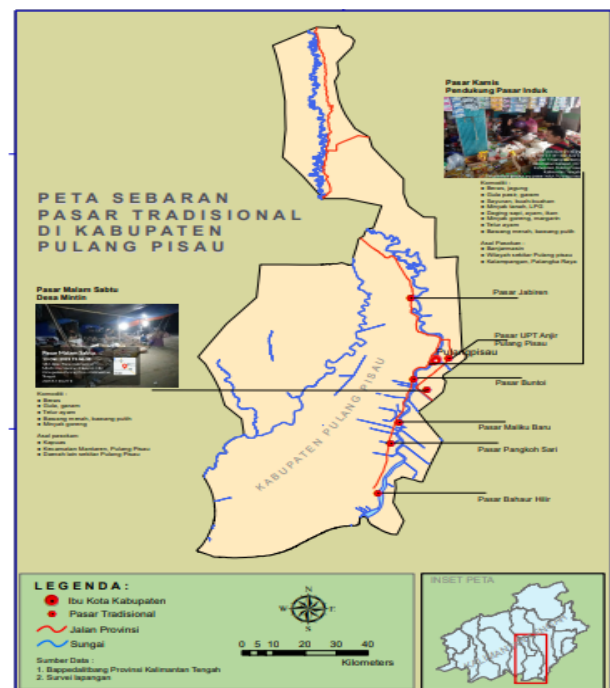 PETA SEBARAN
PASAR TRADISIONAL
DI KABUPATEN
PULANG PISAU
Pasar Kamis
Pendukung Pasar Induk
Komoditi :
Beras, jagung
Gula pasir, garam
Sayuran, buah-buahan
Minyak tanah, LPG
Daging sapi, ayam, ikan
Minyak goreng, margarin
Telur ayam
Bawang merah, bawang putih
Asal Pasokan :
Banjarmasin
Wilayah sekitar Pulang pisau
Kalampangan, Palangka Raya
Pasar Malam Sabtu
Desa Mintin
Pasar Malam Sabtu
Komoditi :
Beras
Gula, garam
Telur ayam
Bawang merah, bawang putih
Minyak goreng
Asal pasokan :
Kapuas
Kecamatan Mantaren, Pulang Pisau
Daerah lain sekitar Pulang Pisau
Pasar Jabiren
Pasar UPT Anjir
Pulang Pisau
Pulangpisau
Pasar Buntoi
Pasar Maliku Baru
Pasar Pangkoh Sari
Pasar Bahaur Hilir
KABUPATEN PULANG PISAU
LEGENDA :
Ibu Kota Kabupaten
Pasar Tradisional
Jalan Provinsi
Sungai
Sumber Data :
1. Bappedalitbang Provinsi Kalimantan Tengah
2. Survei lapangan
N
W
E
S
0 5 10 20 30 40
Kilometers
INSET PETA